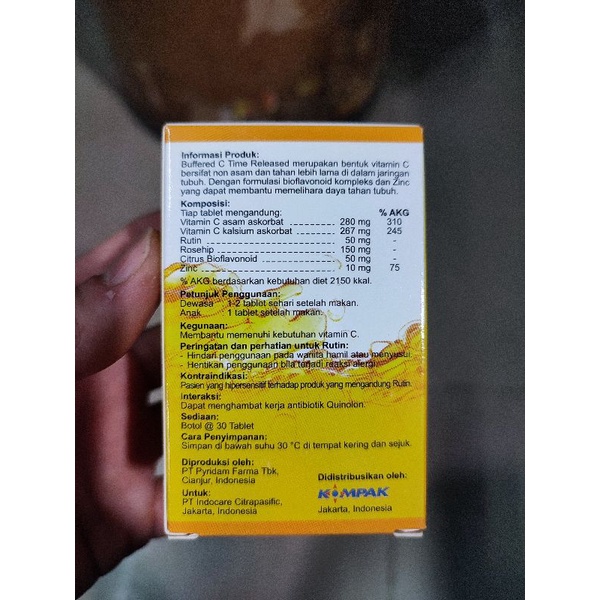 Informasi Produk:
Buffered C Time Released merupakan bentuk vitamin C
bersifat non asam dan tahan lebih lama di dalam jaringan
tubuh. Dengan formulasi bioflavonoid kompleks dan Zinc
yang dapat membantu memelihara daya tahan tubuh.
Komposisi:
Tiap tablet mengandung: % AKG
Vitamin C asam askorbat 280 mg 310
Vitamin C kalsium askorbat 267 mg 245
Rutin 50 mg -
Rosehip 150 mg -
Citrus Bioflavonoid 50 mg -
Zinc 10 mg 75
% AKG berdasarkan kebutuhan diet 2150 kkal.
Petunjuk Penggunaan:
Dewasa : 1-2 tablet sehari setelah makan.
Anak : 1 tablet setelah makan.
Kegunaan:
Membantu memenuhi kebutuhan vitamin C.
Peringatan dan perhatian untuk Rutin:
- Hindari penggunaan pada wanita hamil atau menyusui.
- Hentikan penggunaan bila terjadi reaksi alergi.
Kontraindikasi:
Pasien yang hipersensitif terhadap produk yang mengandung Rutin.
Interaksi:
Dapat menghambat kerja antibiotik Quinolon.
Sediaan:
Botol @ 30 Tablet
Cara Penyimpanan:
Simpan di bawah suhu 30 °C di tempat kering dan sejuk.
Diproduksi oleh:
PT Pyridam Farma Tbk,
Cianjur, Indonesia
Untuk:
PT Indocare Citrapasific,
Jakarta, Indonesia
Didistribusikan oleh:
KOMPAK
Jakarta, Indonesia